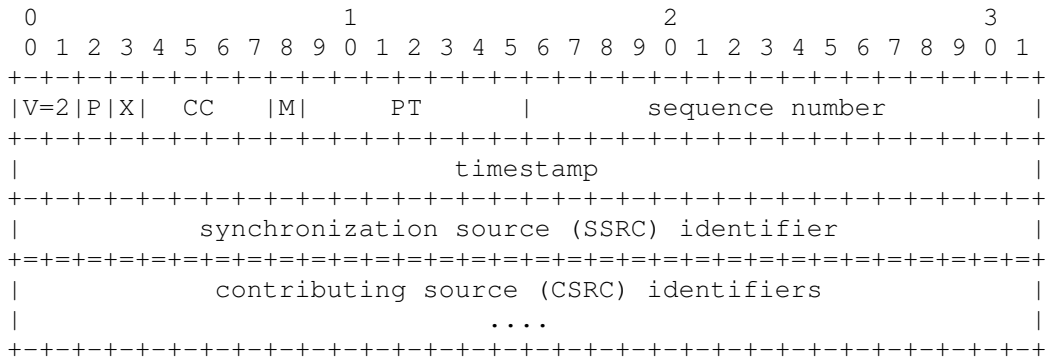 0                   1                   2                   3
 0 1 2 3 4 5 6 7 8 9 0 1 2 3 4 5 6 7 8 9 0 1 2 3 4 5 6 7 8 9 0 1
+-+-+-+-+-+-+-+-+-+-+-+-+-+-+-+-+-+-+-+-+-+-+-+-+-+-+-+-+-+-+-+-+
|V=2|P|X|  CC   |M|     PT      |       sequence number         |
+-+-+-+-+-+-+-+-+-+-+-+-+-+-+-+-+-+-+-+-+-+-+-+-+-+-+-+-+-+-+-+-+
|                           timestamp                           |
+-+-+-+-+-+-+-+-+-+-+-+-+-+-+-+-+-+-+-+-+-+-+-+-+-+-+-+-+-+-+-+-+
|           synchronization source (SSRC) identifier            |
+=+=+=+=+=+=+=+=+=+=+=+=+=+=+=+=+=+=+=+=+=+=+=+=+=+=+=+=+=+=+=+=+
|            contributing source (CSRC) identifiers             |
|                             ....                              |
+-+-+-+-+-+-+-+-+-+-+-+-+-+-+-+-+-+-+-+-+-+-+-+-+-+-+-+-+-+-+-+-+